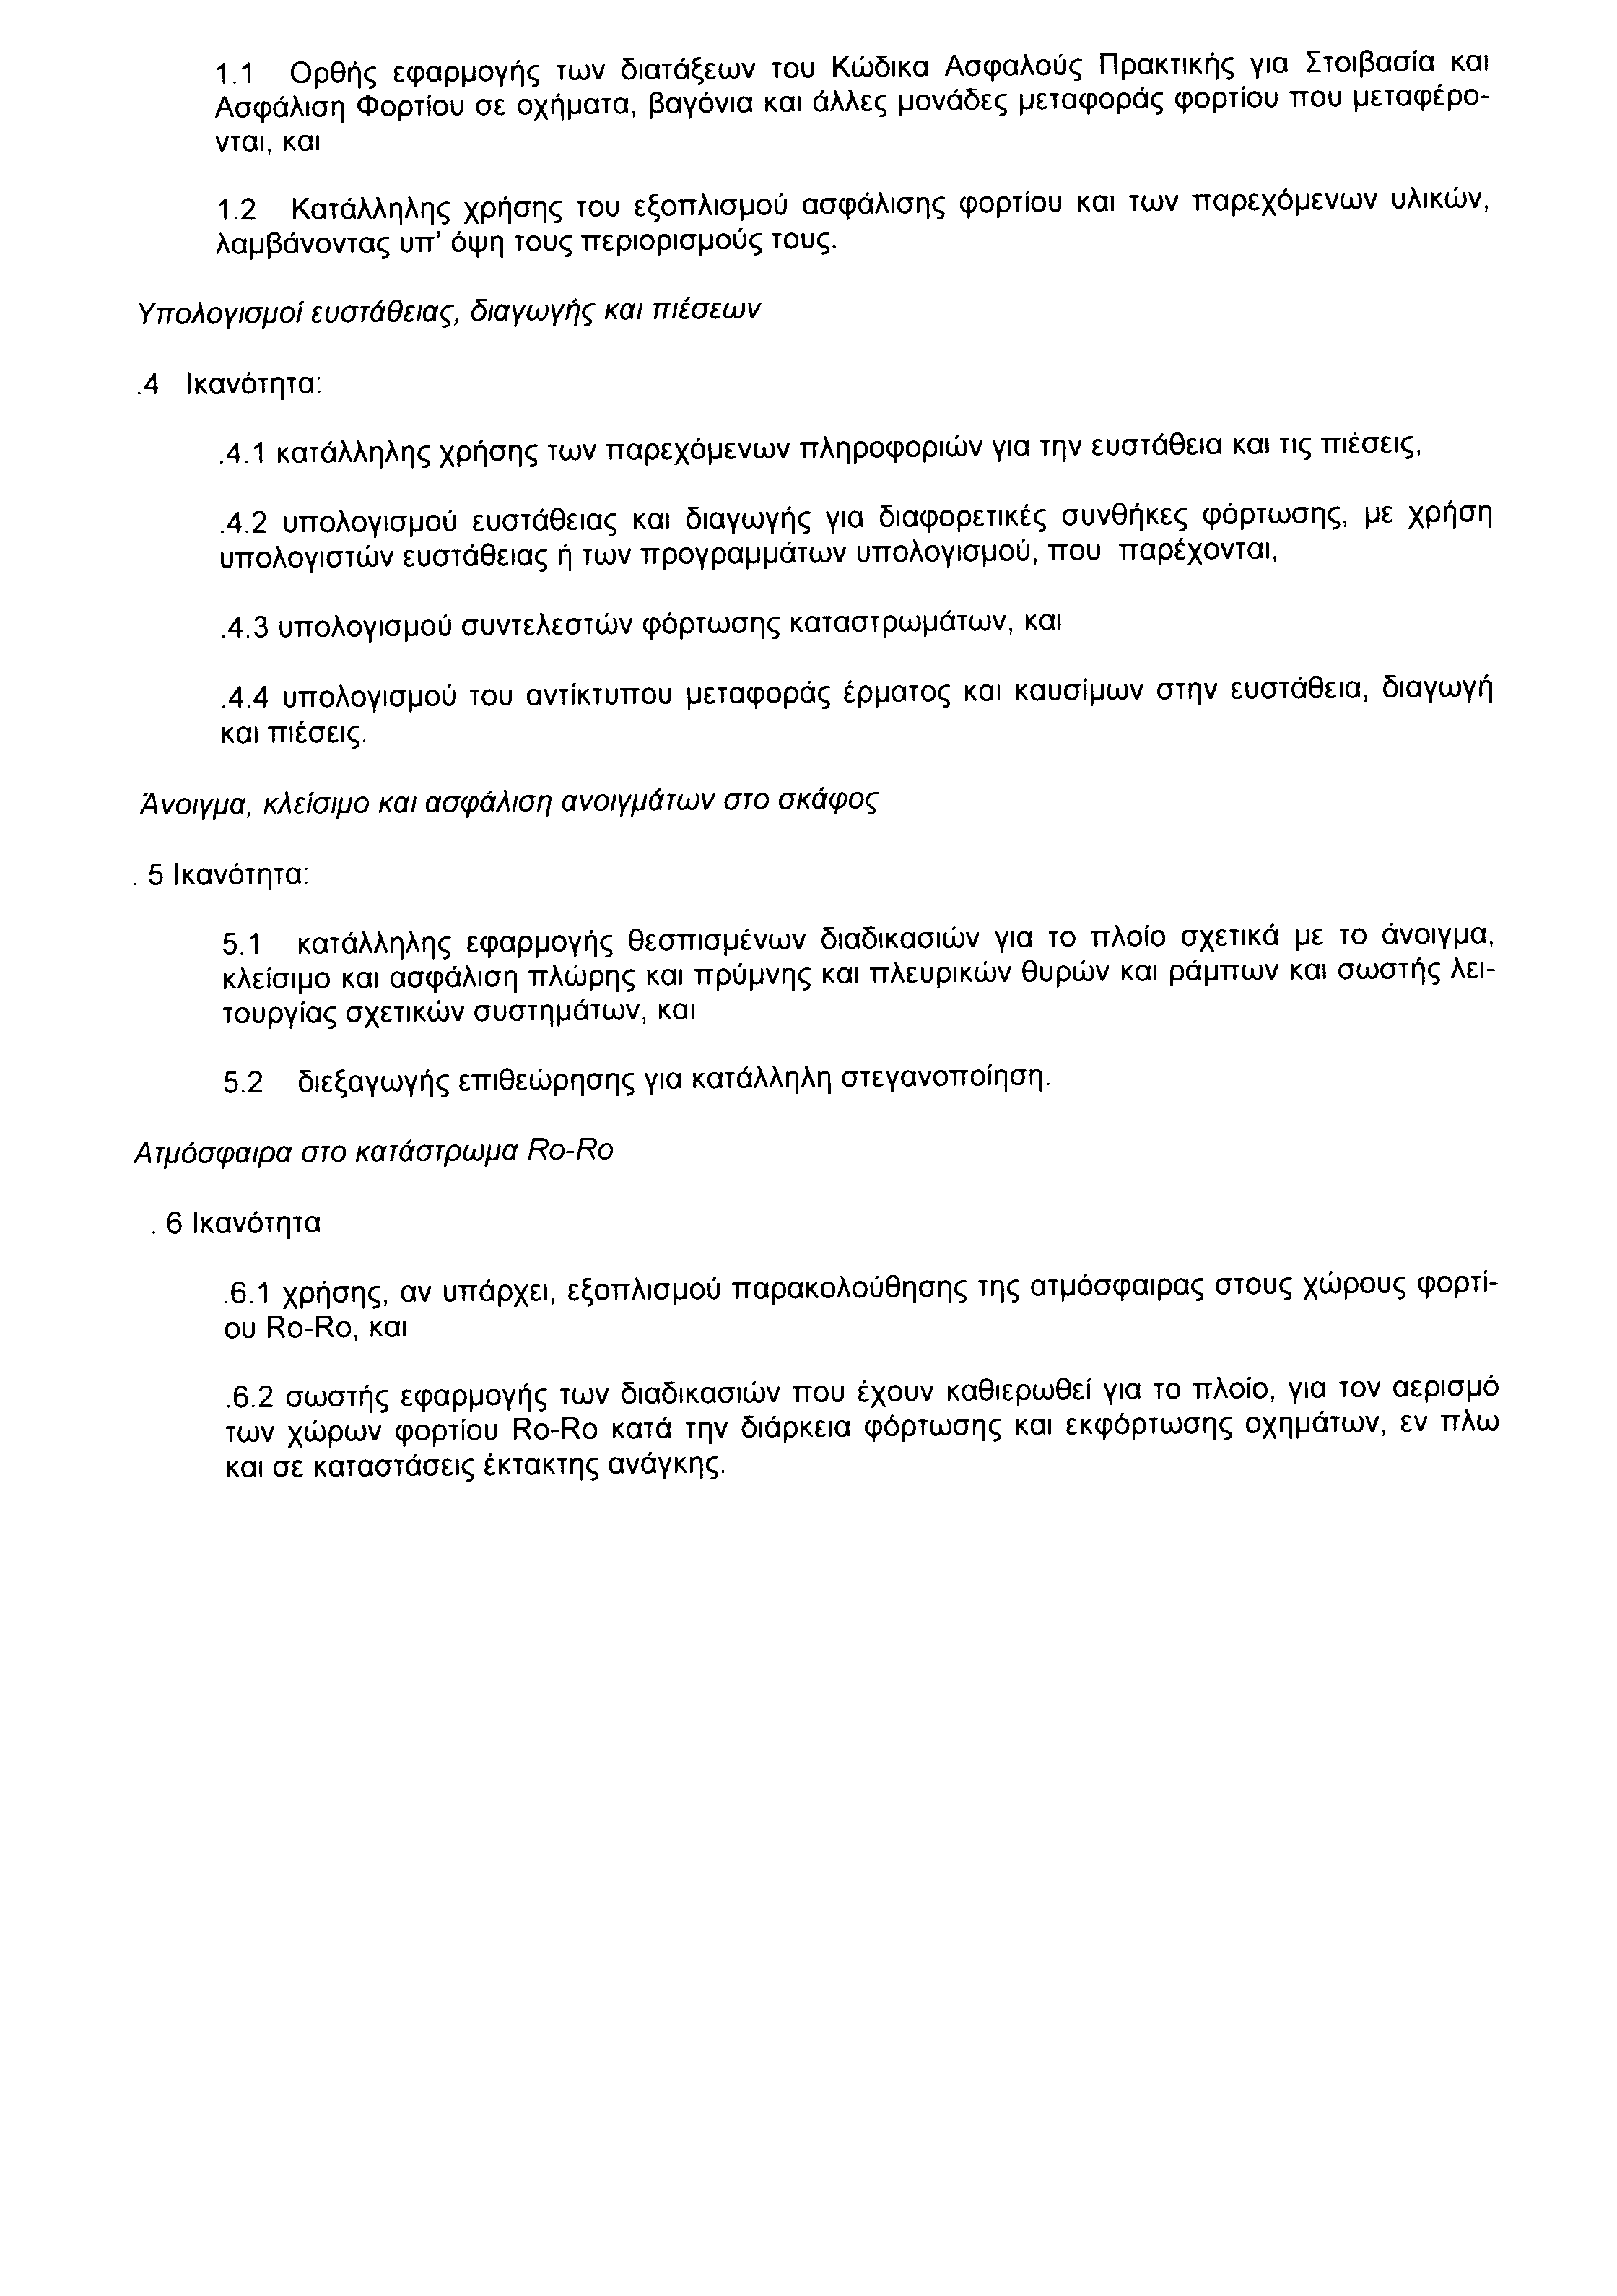 1.1 Ορθής εφαρμογής των διατάξεων του Κώδικα Ασφαλούς Πρακτικής για Στοιβασία και
Ασφάλιση Φορτίου σε οχήματα, βαγόνια και άλλες μονάδες μεταφοράς φορτίου που μεταφέρο-
νται, και
1.2 Κατάλληλης χρήσης του εξοπλισμού ασφάλισης φορτίου και των παρεχόμενων υλικών,
λαμβάνοντας υπ’ όψη τους περιορισμούς τους.
Υπολογισμοί ευστάθειας, διαγωγής και πιέσεων
.4 Ικανότητα:
.4.1 κατάλληλης χρήσης των παρεχόμενων πληροφοριών για την ευστάθεια και τις πιέσεις,
.4.2 υπολογισμού ευστάθειας και διαγωγής για διαφορετικές συνθήκες φόρτωσης, με χρήση
υπολογιστών ευστάθειας ή των προγραμμάτων υπολογισμού, που παρέχονται,
.4.3 υπολογισμού συντελεστών φόρτωσης καταστρωμάτων, και
.4.4 υπολογισμού του αντίκτυπου μεταφοράς έρματος και καυσίμων στην ευστάθεια, διαγωγή
και πιέσεις.
Άνοιγμα, κλείσιμο και ασφάλιση ανοιγμάτων στο σκάφος
. 5 Ικανότητα:
5.1 κατάλληλης εφαρμογής θεσπισμένων διαδικασιών για το πλοίο σχετικά με το άνοιγμα,
κλείσιμο και ασφάλιση πλώρης και πρύμνης και πλευρικών θυρών και ράμπων και σωστής λει-
τουργίας σχετικών συστημάτων, και
5.2 διεξαγωγής επιθεώρησης για κατάλληλη στεγανοποίηση.
Ατμόσφαιρα στο κατάστρωμα Ro-Ro
. 6 Ικανότητα
.6.1 χρήσης, αν υπάρχει, εξοπλισμού παρακολούθησης της ατμόσφαιρας στους χώρους φορτί-
ου Ro-Ro, και
.6.2 σωστής εφαρμογής των διαδικασιών που έχουν καθιερωθεί για το πλοίο, για τον αερισμό
των χώρων φορτίου Ro-Ro κατά την διάρκεια φόρτωσης και εκφόρτωσης οχημάτων, εν πλω
και σε καταστάσεις έκτακτης ανάγκης.